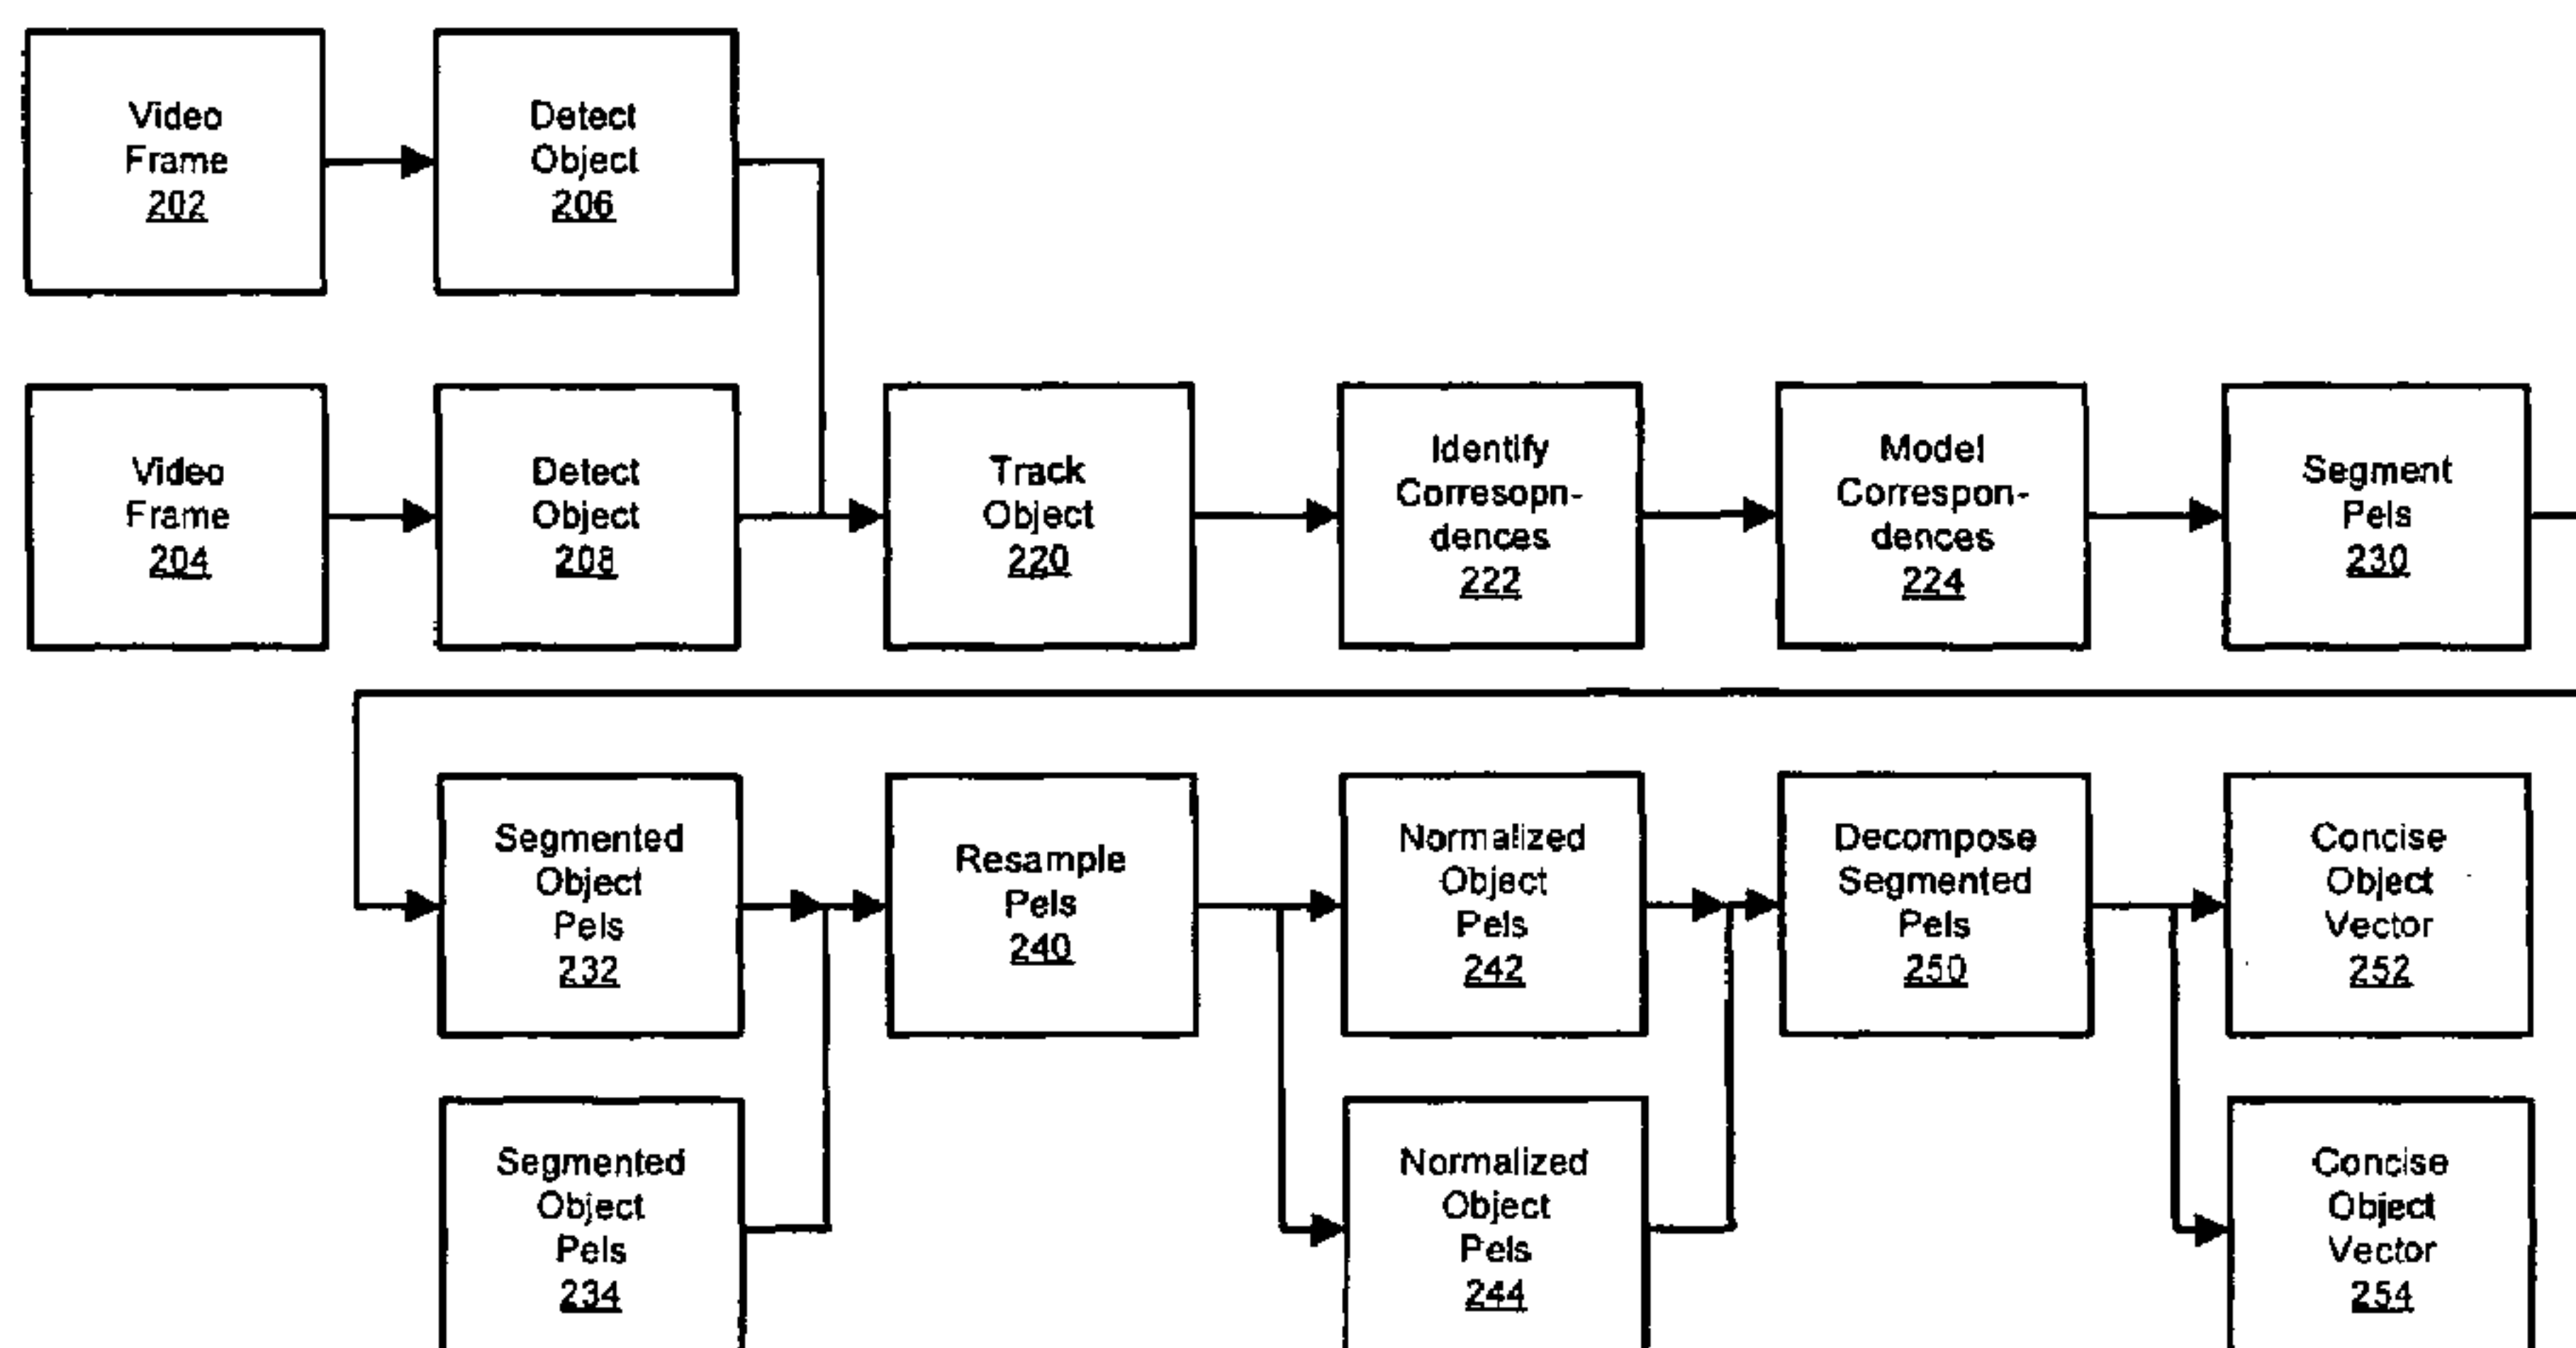 Video
Frame
202
Detect
Object
206
Video
Frame
204
Detect
Object
208
Track
Object
220
Identify
Corresopn-
dences
222
Model
Correspon-
dences
224
Segment
Pels
230
Segmented
Object
Pels
232
Resample
Pels
240
Normalized
Object
Pels
242
Decompose
Segmented
Pels
250
Concise
Object
Vector
252
Segmented
Object
Pels
234
Normalized
Object
Pels
244
Concise
Object
Vector
254